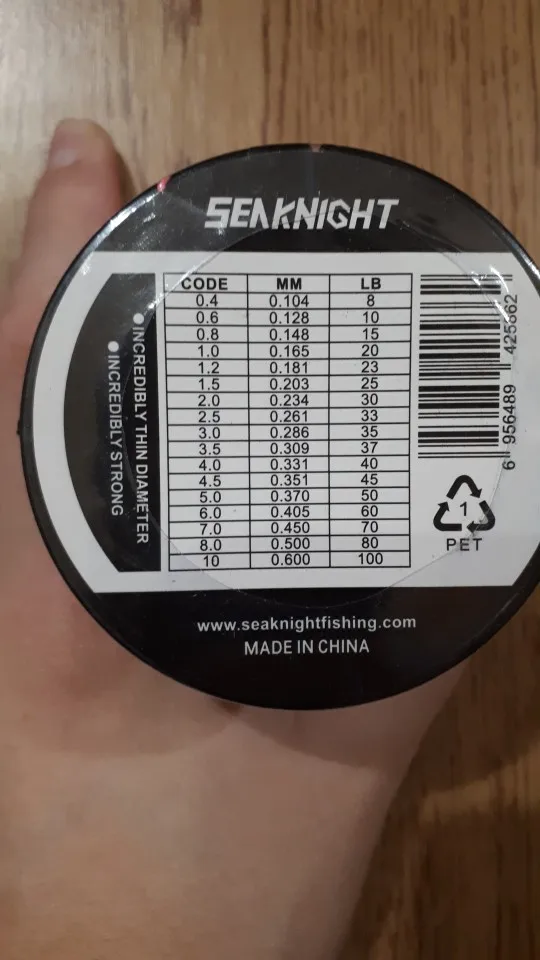 SEAKNIGHT
CODE MM LB
0.4 0.104 8
0.6 0.128 10
0.8 0.148 15
1.0 0.165 20
1.2 0.181 23
1.5 0.203 25
2.0 0.234 30
2.5 0.261 33
3.0 0.286 35
3.5 0.309 37
4.0 0.331 40
4.5 0.351 45
5.0 0.370 50
6.0 0.405 60
7.0 0.450 70
8.0 0.500 80
10 0.600 100
●INCREDIBLY THIN DIAMETER
●INCREDIBLY STRONG
6 956489 425562
1
PET
www.seaknightfishing.com
MADE IN CHINA